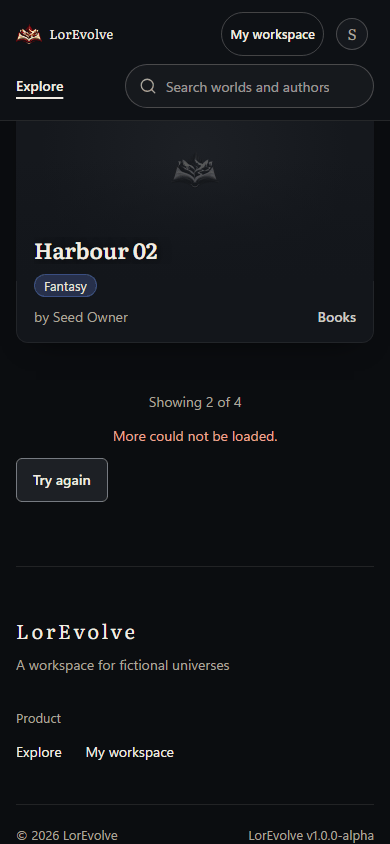 LorEvolve
My workspace
S
Explore
Search worlds and authors
Harbour 02
Fantasy
by Seed Owner
Books
Showing 2 of 4
More could not be loaded.
Try again
LorEvolve
A workspace for fictional universes
Product
Explore
My workspace
© 2026 LorEvolve
LorEvolve v1.0.0-alpha